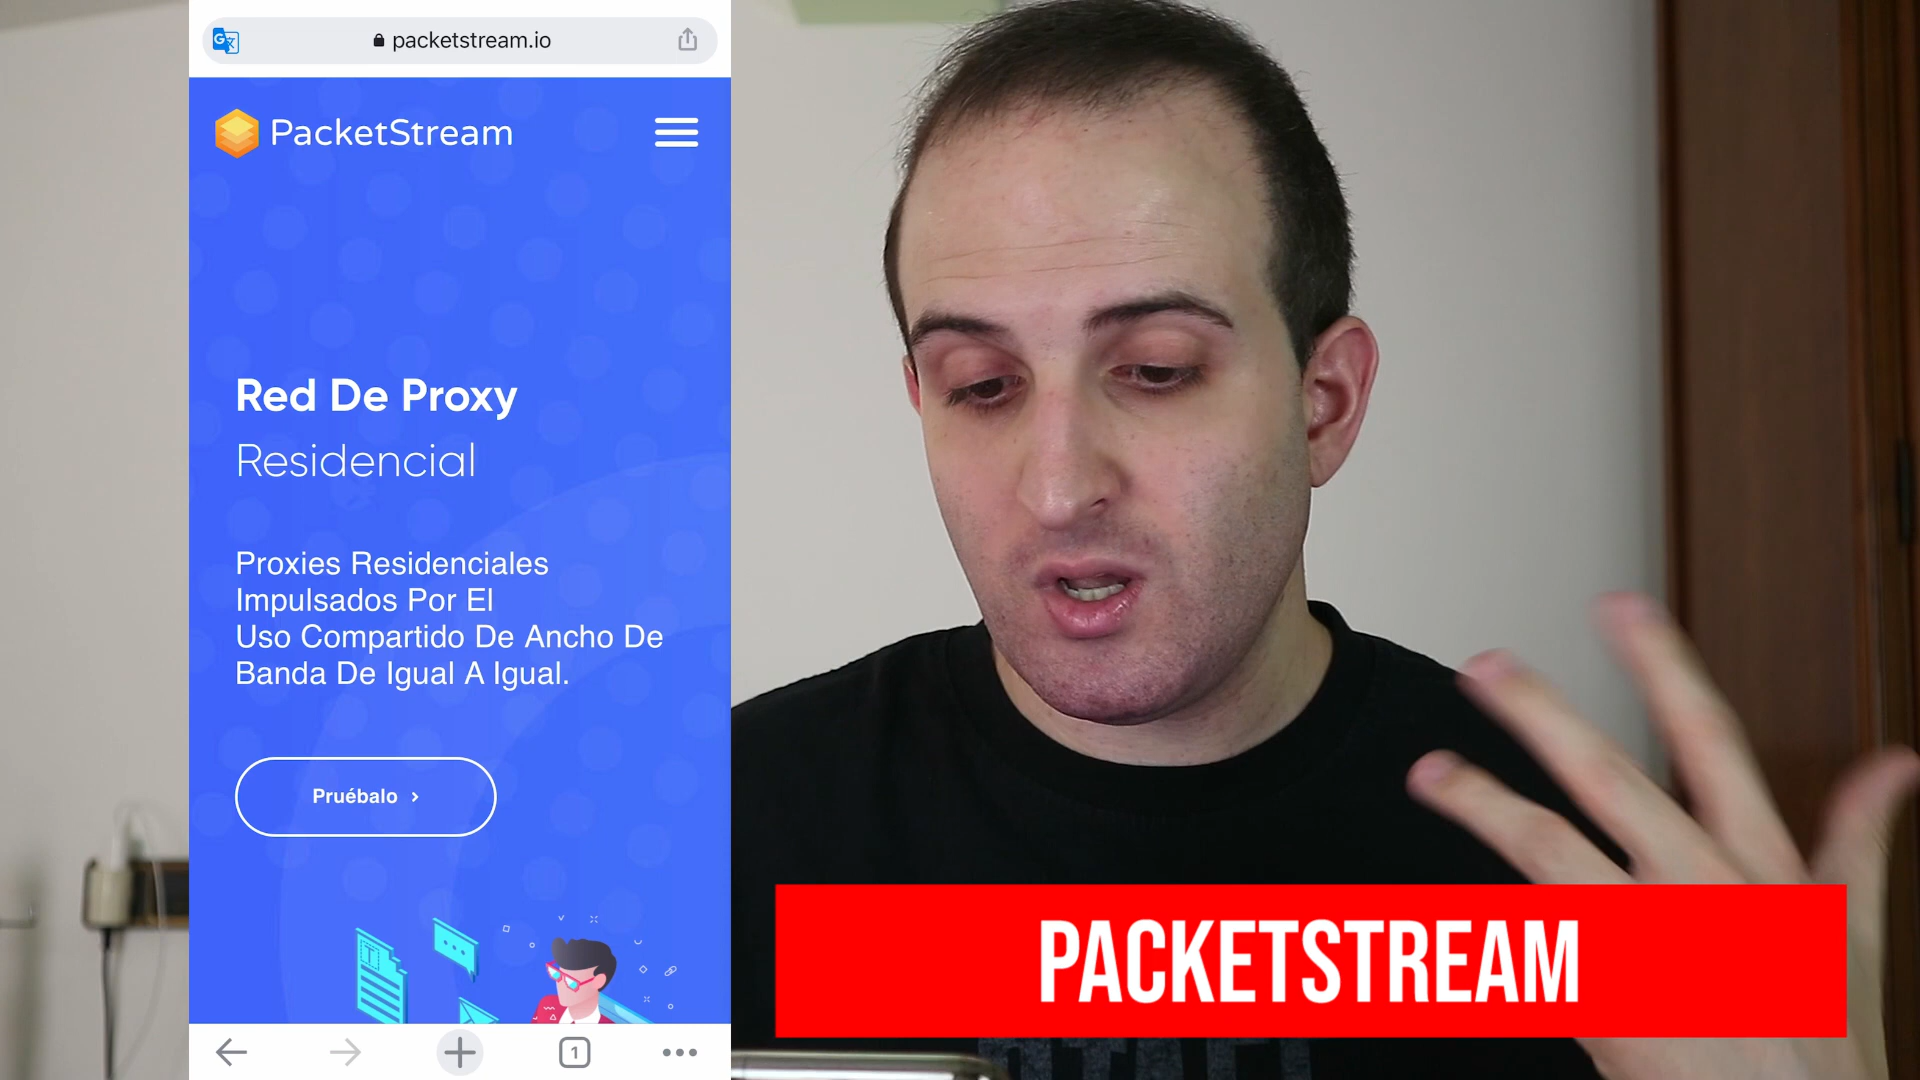 packetstream.io
PacketStream
Red De Proxy
Residencial
Proxies Residenciales
Impulsados Por El
Uso Compartido De Ancho De
Banda De Igual A Igual.
Pruébalo
1
PACKETSTREAM